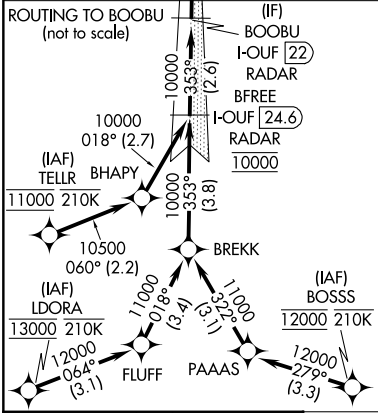 ROUTING TO BOOBU
(not to scale)
(IF)
BOOBU
I-OUF 22
RADAR
BFREE
I-OUF 24.6
RADAR
10000
10000
353°
(2.6)
10000
018° (2.7)
(IAF)
TELLR
11000 210K
BHAPY
10500
060° (2.2)
10000
353°
(3.8)
BREKK
(IAF)
LDORA
13000 210K
11000
018°
(3.4)
11000
322°
(3.1)
(IAF)
BOSSS
12000 210K
12000
064°
(3.1)
FLUFF
PAAAS
12000
279°
(3.3)